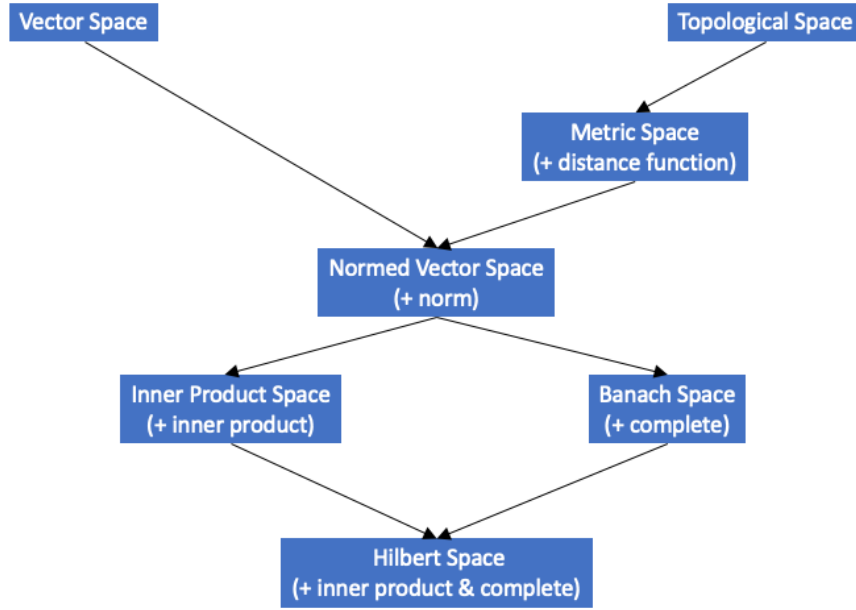 Vector Space
Topological Space
Metric Space
(+ distance function)
Normed Vector Space
(+ norm)
Inner Product Space
(+ inner product)
Banach Space
(+ complete)
Hilbert Space
(+ inner product & complete)